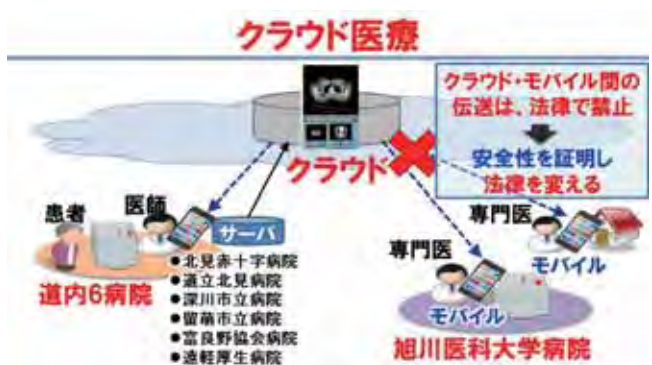 クラウド医療
クラウド・モバイル間の
伝送は、法律で禁止
安全性を証明し
法律を変える
クラウド
患者
医師
サーバ
道内6病院
●北見赤十字病院
●道立北見病院
●深川市立病院
●留萌市立病院
●富良野協会病院
●遠軽厚生病院
専門医
モバイル
専門医
モバイル
旭川医科大学病院